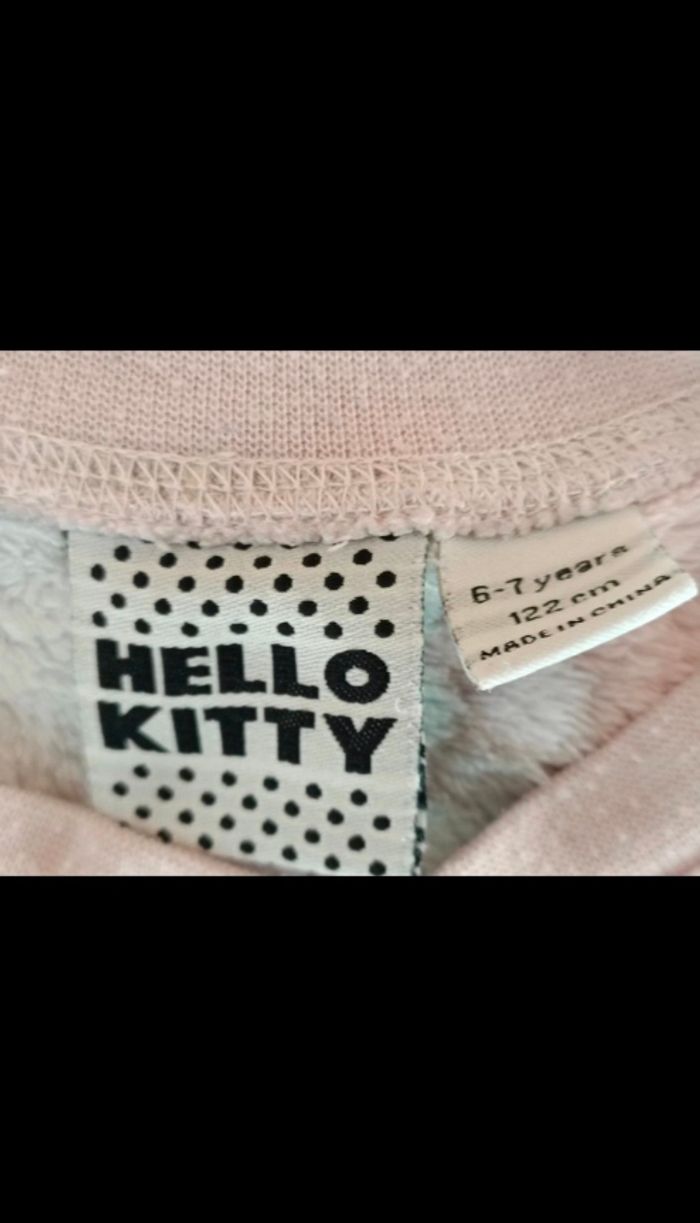 HELLO
KITTY
6-7 years
122 cm
MADE IN CHINA